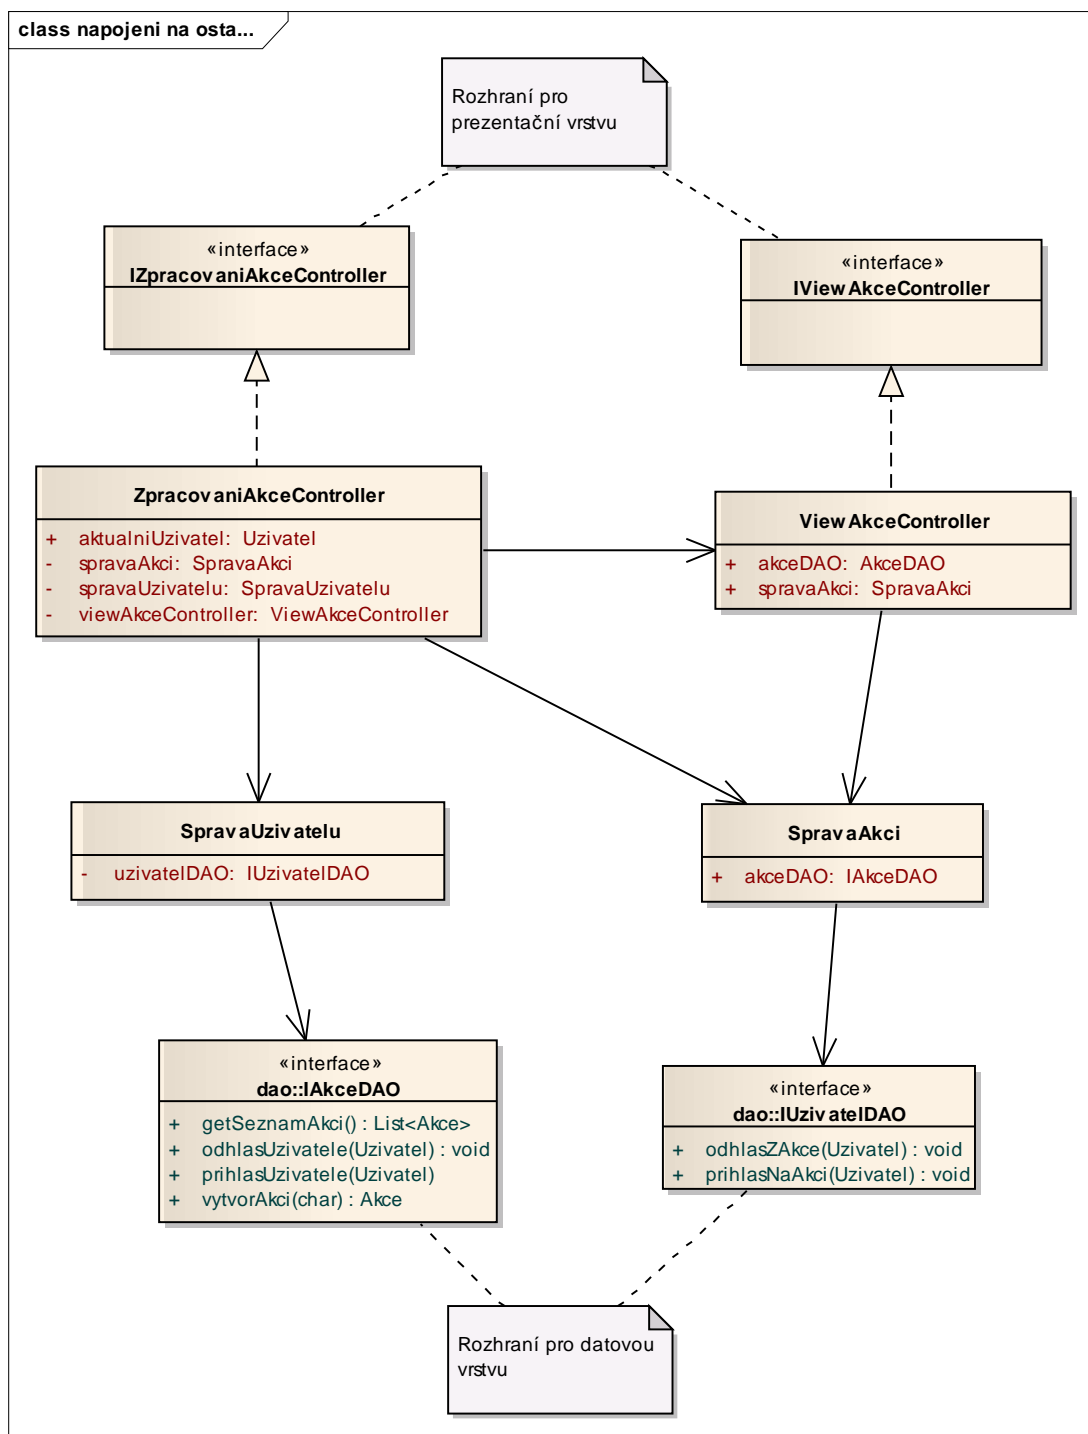 class napojeni na osta...
Rozhraní pro
prezentační vrstvu
«interface»
IZpracovaniAkceController
«interface»
IViewAkceController
ZpracovaniAkceController
+ aktualniUzivatel: Uzivatel
- spravaAkci: SpravaAkci
- spravaUzivatelu: SpravaUzivatelu
- viewAkceController: ViewAkceController
ViewAkceController
+ akceDAO: AkceDAO
+ spravaAkci: SpravaAkci
SpravaUzivatelu
- uzivatelDAO: IUzivatelDAO
SpravaAkci
+ akceDAO: IAkceDAO
«interface»
dao::IAkceDAO
+ getSeznamAkci() : List<Akce>
+ odhlasUzivatele(Uzivatel) : void
+ prihlasUzivatele(Uzivatel)
+ vytvorAkci(char) : Akce
«interface»
dao::IUzivatelDAO
+ odhlasZAkce(Uzivatel) : void
+ prihlasNaAkci(Uzivatel) : void
Rozhraní pro datovou
vrstvu